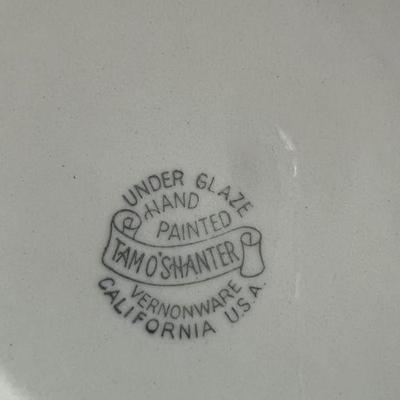 UNDER GLAZE
HAND
PAINTED
TAM O'SHANTER
VERNONWARE
CALIFORNIA U.S.A.